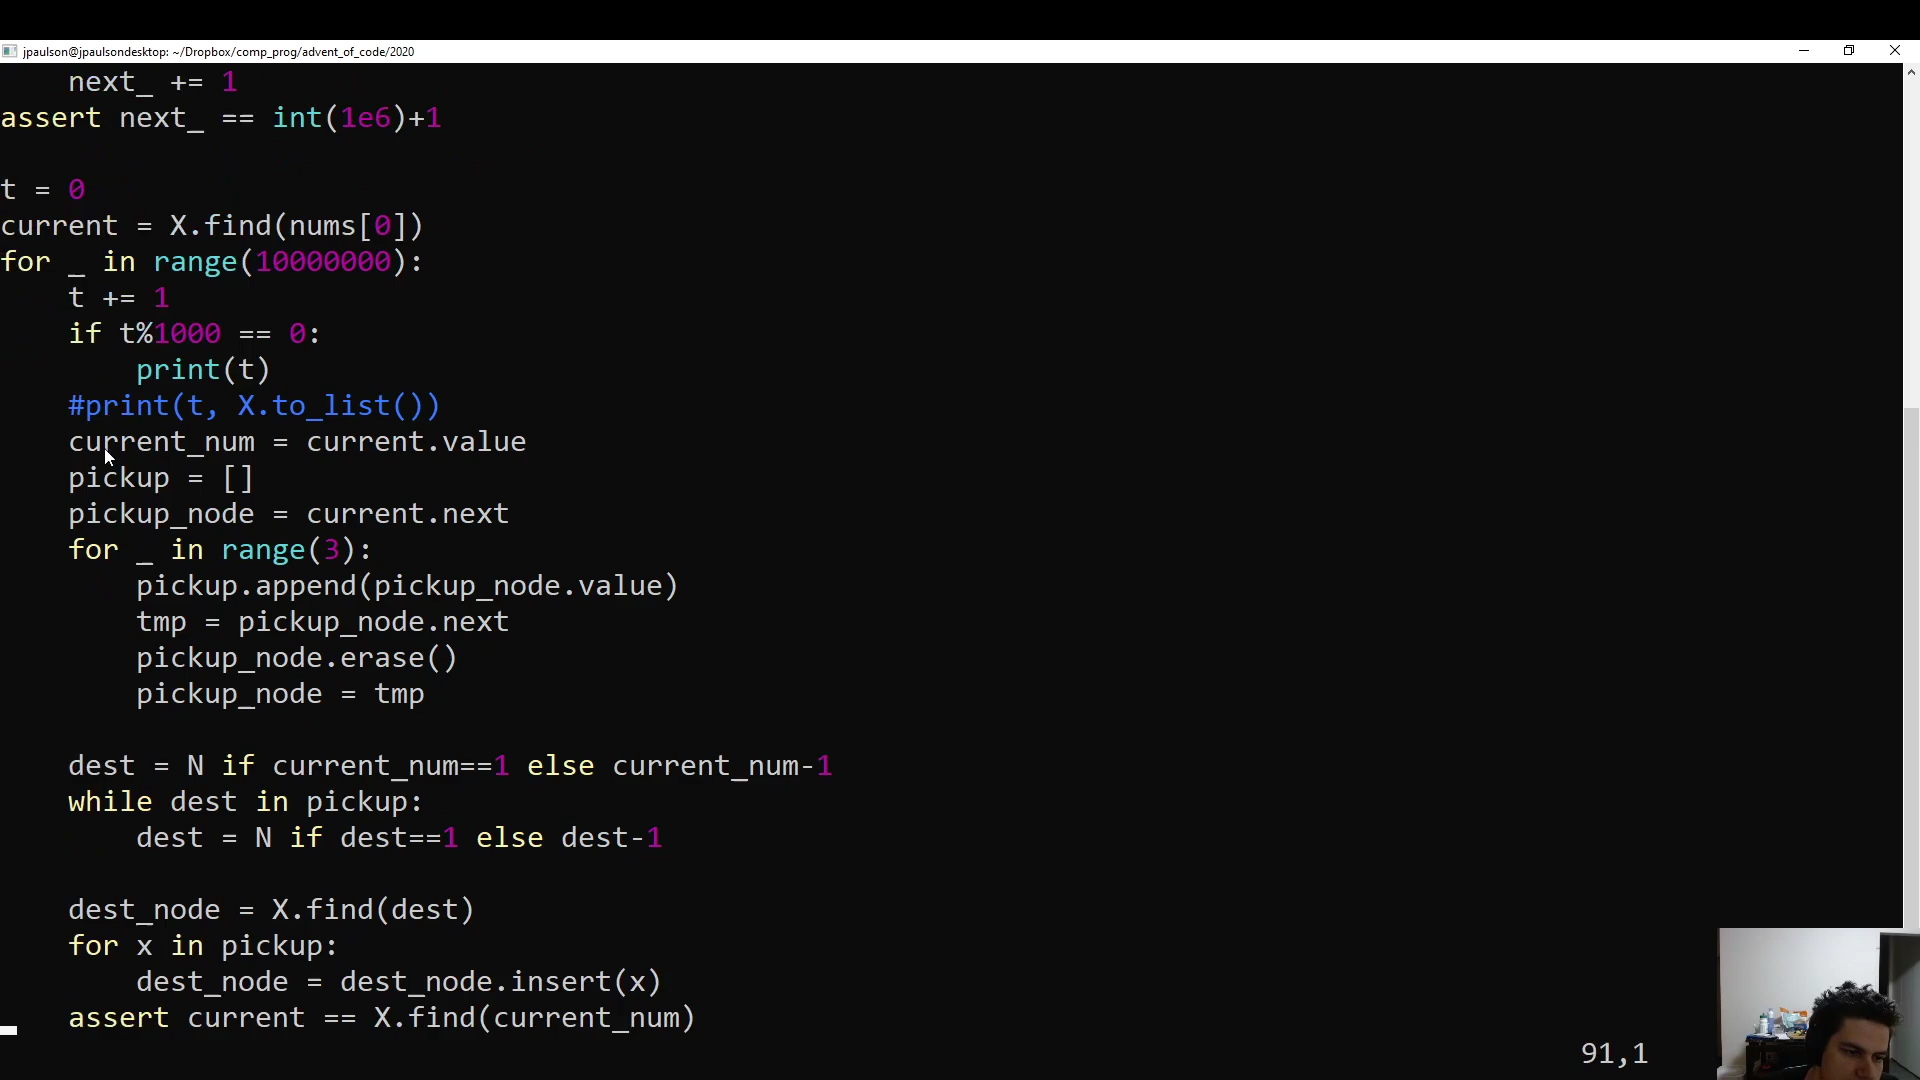 jpaulson@jpaulsondesktop: ~/Dropbox/comp_prog/advent_of_code/2020
    next_ += 1
assert next_ == int(1e6)+1

t = 0
current = X.find(nums[0])
for _ in range(10000000):
    t += 1
    if t%1000 == 0:
        print(t)
    #print(t, X.to_list())
    current_num = current.value
    pickup = []
    pickup_node = current.next
    for _ in range(3):
        pickup.append(pickup_node.value)
        tmp = pickup_node.next
        pickup_node.erase()
        pickup_node = tmp

    dest = N if current_num==1 else current_num-1
    while dest in pickup:
        dest = N if dest==1 else dest-1

    dest_node = X.find(dest)
    for x in pickup:
        dest_node = dest_node.insert(x)
    assert current == X.find(current_num)
91,1